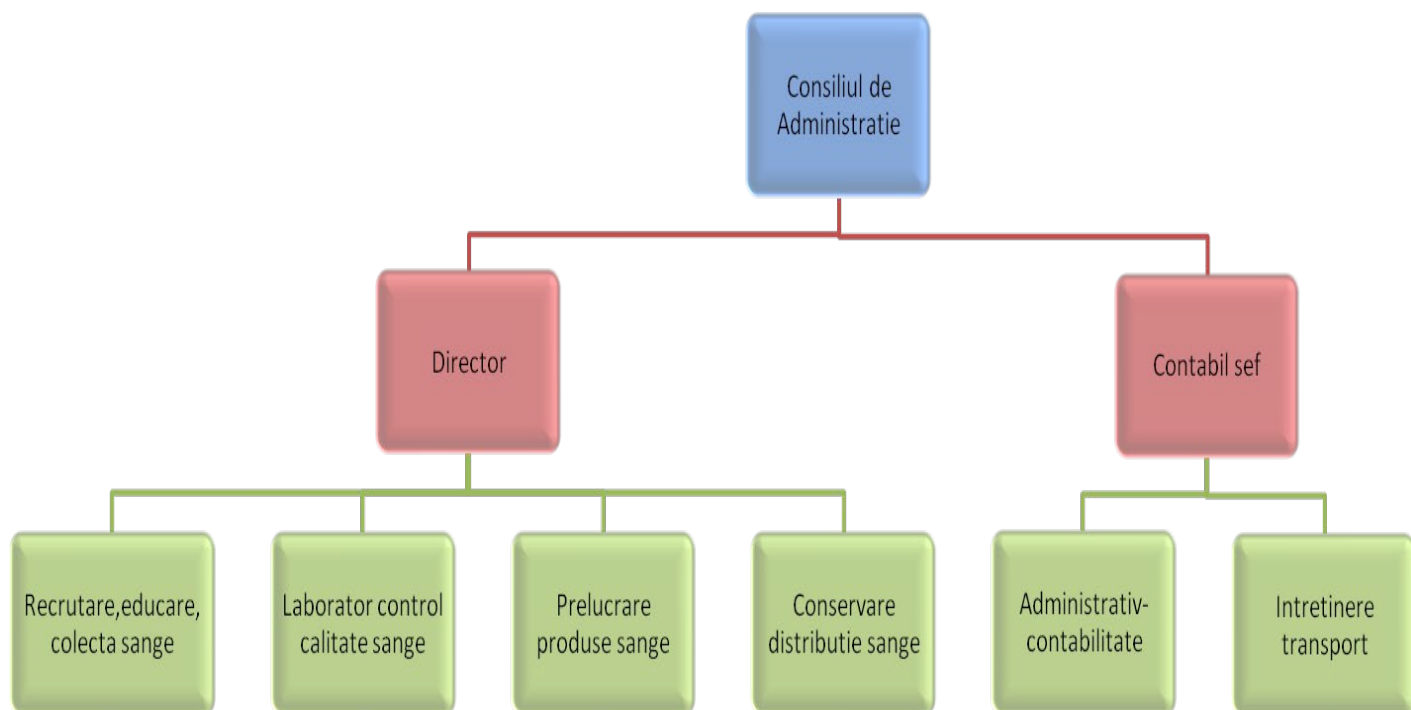 Consiliul de
Administratie
Director
Contabil sef
Recrutare,educare,
colecta sange
Laborator control
calitate sange
Prelucrare
produse sange
Conservare
distributie sange
Administrativ-
contabilitate
Intretinere
transport